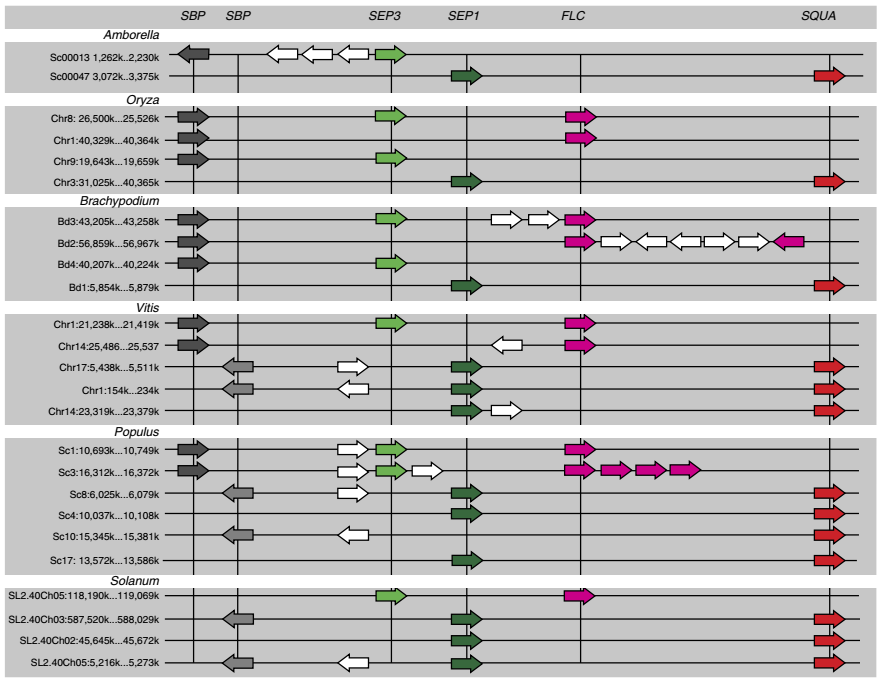 SBP SBP SEP3 SEP1 FLC SQUA
Amborella
Sc00013 1,262k..2,230k
Sc00047 3,072k..3,375k
Oryza
Chr8: 26,500k...25,526k
Chr1:40,329k...40,364k
Chr9:19,643k...19,659k
Chr3:31,025k...40,365k
Brachypodium
Bd3:43,205k...43,258k
Bd2:56,859k...56,967k
Bd4:40,207k...40,224k
Bd1:5,854k...5,879k
Vitis
Chr1:21,238k...21,419k
Chr14:25,486...25,537
Chr17:5,438k...5,511k
Chr1:154k...234k
Chr14:23,319k...23,379k
Populus
Sc1:10,693k...10,749k
Sc3:16,312k...16,372k
Sc8:6,025k...6,079k
Sc4:10,037k...10,108k
Sc10:15,345k...15,381k
Sc17: 13,572k...13,586k
Solanum
SL2.40Ch05:118,190k...119,069k
SL2.40Ch03:587,520k...588,029k
SL2.40Ch02:45,645k...45,672k
SL2.40Ch05:5,216k...5,273k